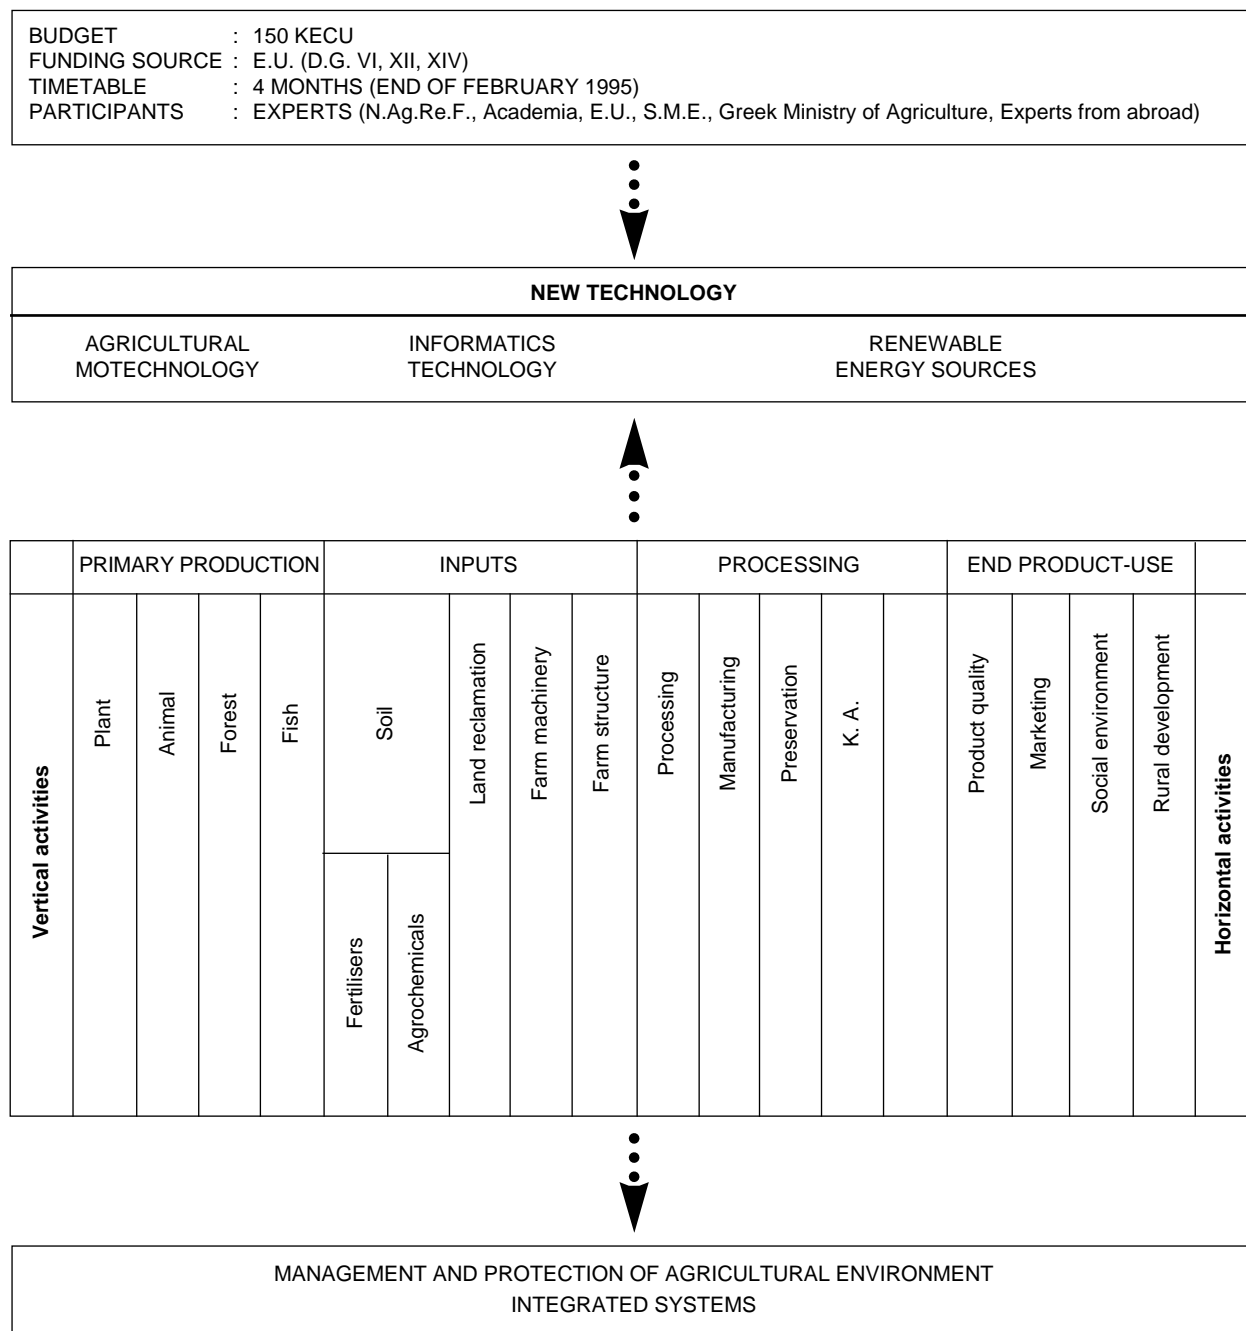 BUDGET : 150 KECU
FUNDING SOURCE : E.U. (D.G. VI, XII, XIV)
TIMETABLE : 4 MONTHS (END OF FEBRUARY 1995)
PARTICIPANTS : EXPERTS (N.Ag.Re.F., Academia, E.U., S.M.E., Greek Ministry of Agriculture, Experts from abroad)
NEW TECHNOLOGY
AGRICULTURAL
MOTECHNOLOGY
INFORMATICS
TECHNOLOGY
RENEWABLE
ENERGY SOURCES
PRIMARY PRODUCTION
INPUTS
PROCESSING
END PRODUCT-USE
Vertical activities
Plant
Animal
Forest
Fish
Soil
Fertilisers
Agrochemicals
Land reclamation
Farm machinery
Farm structure
Processing
Manufacturing
Preservation
K. A.
Product quality
Marketing
Social environment
Rural development
Horizontal activities
MANAGEMENT AND PROTECTION OF AGRICULTURAL ENVIRONMENT
INTEGRATED SYSTEMS